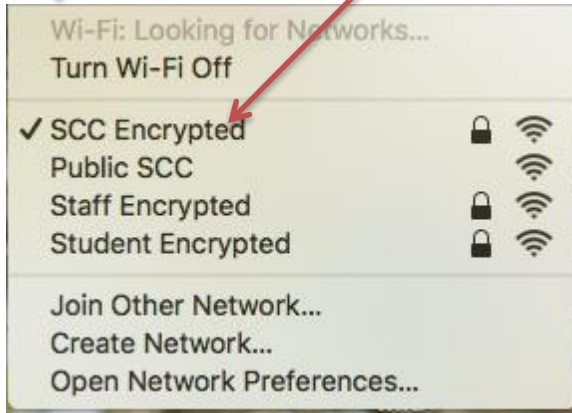 Wi-Fi: Looking for Networks...
Turn Wi-Fi Off
✓ SCC Encrypted
Public SCC
Staff Encrypted
Student Encrypted
Join Other Network...
Create Network...
Open Network Preferences...